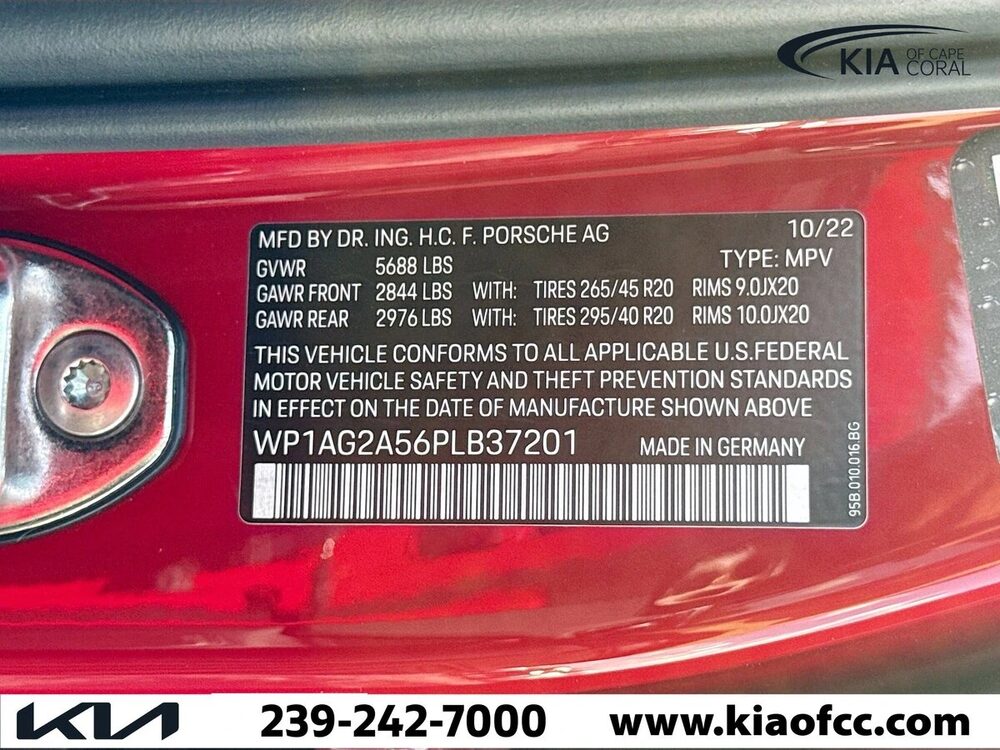 KIA OF CAPE CORAL
MFD BY DR. ING. H.C. F. PORSCHE AG 10/22
GVWR 5688 LBS TYPE: MPV
GAWR FRONT 2844 LBS WITH: TIRES 265/45 R20 RIMS 9.0JX20
GAWR REAR 2976 LBS WITH: TIRES 295/40 R20 RIMS 10.0JX20
THIS VEHICLE CONFORMS TO ALL APPLICABLE U.S.FEDERAL
MOTOR VEHICLE SAFETY AND THEFT PREVENTION STANDARDS
IN EFFECT ON THE DATE OF MANUFACTURE SHOWN ABOVE
WP1AG2A56PLB37201 MADE IN GERMANY
95B.010.016.BG
KIA 239-242-7000 www.kiaofcc.com